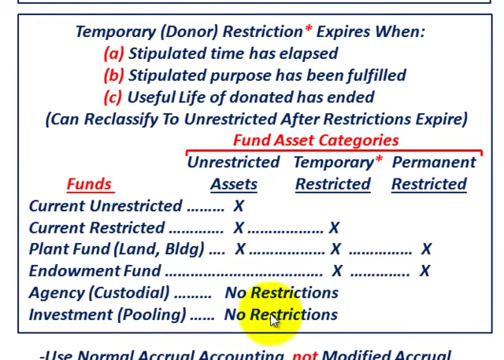 Temporary (Donor) Restriction* Expires When:
(a) Stipulated time has elapsed
(b) Stipulated purpose has been fulfilled
(c) Useful Life of donated has ended
(Can Reclassify To Unrestricted After Restrictions Expire)
Fund Asset Categories
Unrestricted Temporary* Permanent
Funds Assets Restricted Restricted
Current Unrestricted ......... X
Current Restricted ............. X .................. X
Plant Fund (Land, Bldg) .... X .................. X ............... X
Endowment Fund .................................... X .............. X
Agency (Custodial) ......... No Restrictions
Investment (Pooling) ...... No Restrictions
-Use Normal Accrual Accounting, not Modified Accrual